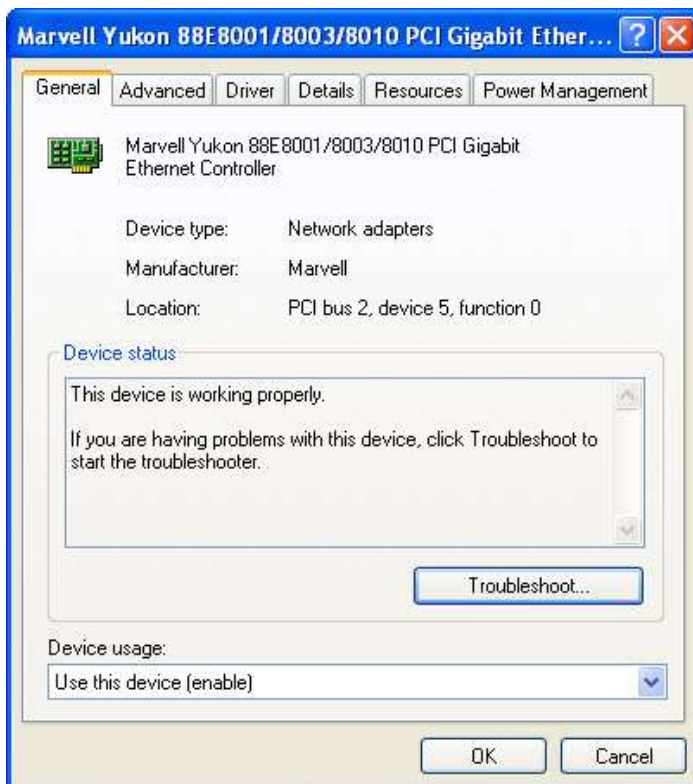 Marvell Yukon 88E8001/8003/8010 PCI Gigabit Ether...
General Advanced Driver Details Resources Power Management
Marvell Yukon 88E8001/8003/8010 PCI Gigabit
Ethernet Controller
Device type: Network adapters
Manufacturer: Marvell
Location: PCI bus 2, device 5, function 0
Device status
This device is working properly.
If you are having problems with this device, click Troubleshoot to
start the troubleshooter.
Troubleshoot...
Device usage:
Use this device (enable)
OK Cancel